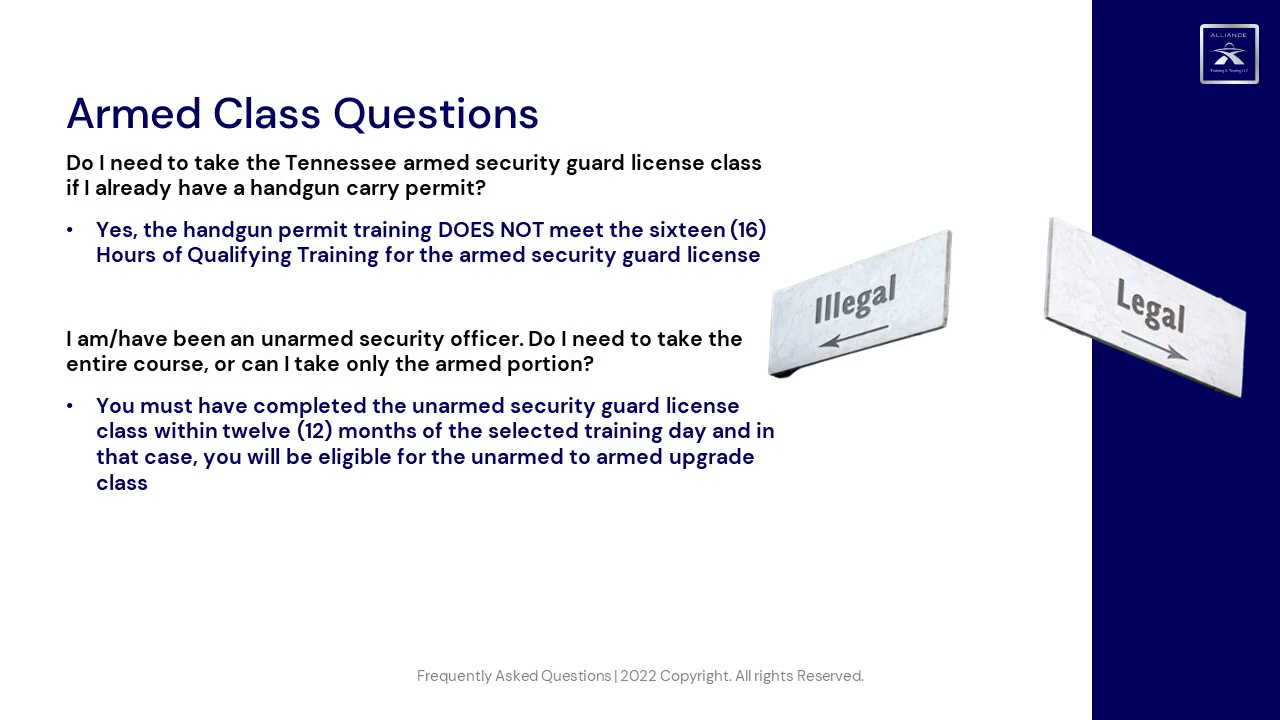 ALLIANCE
Training & Testing LLC
Armed Class Questions
Do I need to take the Tennessee armed security guard license class
if I already have a handgun carry permit?
• Yes, the handgun permit training DOES NOT meet the sixteen (16)
Hours of Qualifying Training for the armed security guard license
Illegal
Legal
I am/have been an unarmed security officer. Do I need to take the
entire course, or can I take only the armed portion?
• You must have completed the unarmed security guard license
class within twelve (12) months of the selected training day and in
that case, you will be eligible for the unarmed to armed upgrade
class
Frequently Asked Questions | 2022 Copyright. All rights Reserved.